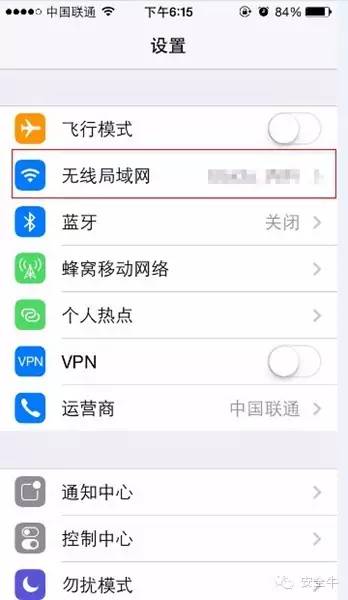 中国联通 下午6:15 84%
设置
飞行模式
无线局域网
蓝牙 关闭
蜂窝移动网络
个人热点
VPN VPN
运营商 中国联通
通知中心
控制中心
勿扰模式
安全牛